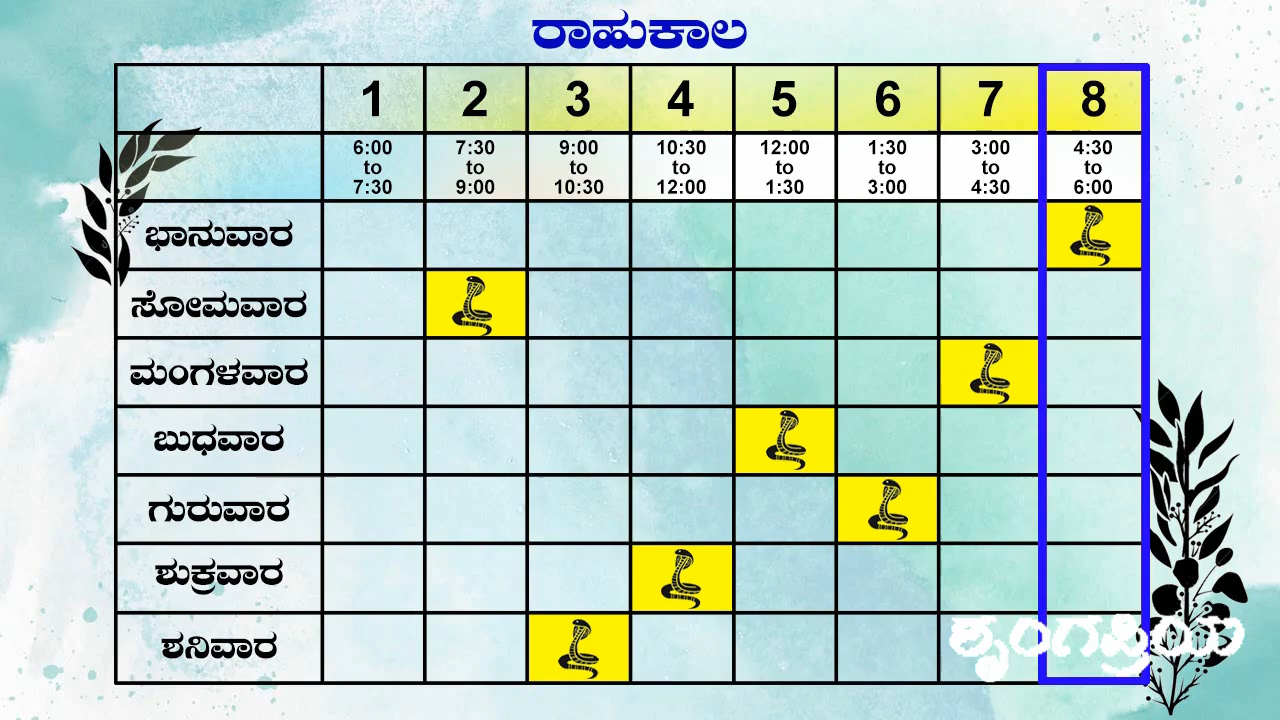 ರಾಹುಕಾಲ
1 2 3 4 5 6 7 8
6:00 to 7:30 7:30 to 9:00 9:00 to 10:30 10:30 to 12:00 12:00 to 1:30 1:30 to 3:00 3:00 to 4:30 4:30 to 6:00
ಭಾನುವಾರ
ಸೋಮವಾರ
ಮಂಗಳವಾರ
ಬುಧವಾರ
ಗುರುವಾರ
ಶುಕ್ರವಾರ
ಶನಿವಾರ
ಶೃಂಗಪ್ರಿಯ